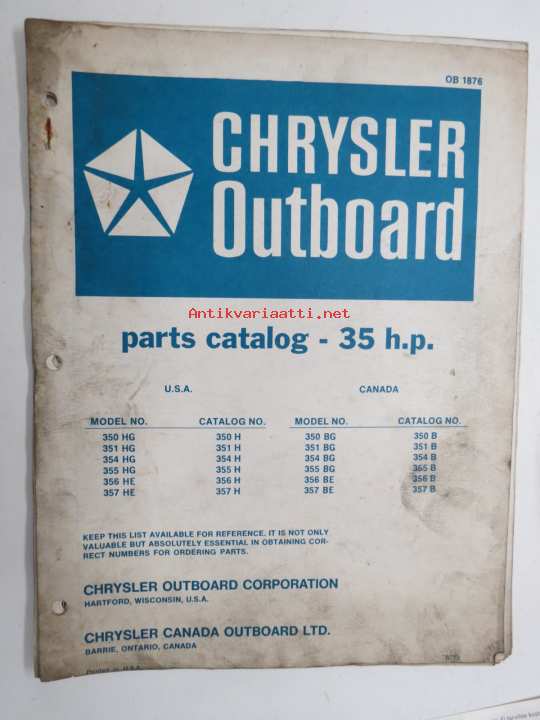 OB 1876
CHRYSLER
Outboard
Antikvariaatti.net
parts catalog - 35 h.p.
U.S.A. CANADA
MODEL NO. CATALOG NO. MODEL NO. CATALOG NO.
350 HG 350 H 350 BG 350 B
351 HG 351 H 351 BG 351 B
354 HG 354 H 354 BG 354 B
355 HG 355 H 355 BG 355 B
356 HE 356 H 356 BE 356 B
357 HE 357 H 357 BE 357 B
KEEP THIS LIST AVAILABLE FOR REFERENCE. IT IS NOT ONLY
VALUABLE BUT ABSOLUTELY ESSENTIAL IN OBTAINING COR-
RECT NUMBERS FOR ORDERING PARTS.
CHRYSLER OUTBOARD CORPORATION
HARTFORD, WISCONSIN, U.S.A.
CHRYSLER CANADA OUTBOARD LTD.
BARRIE, ONTARIO, CANADA
Printed in U.S.A.